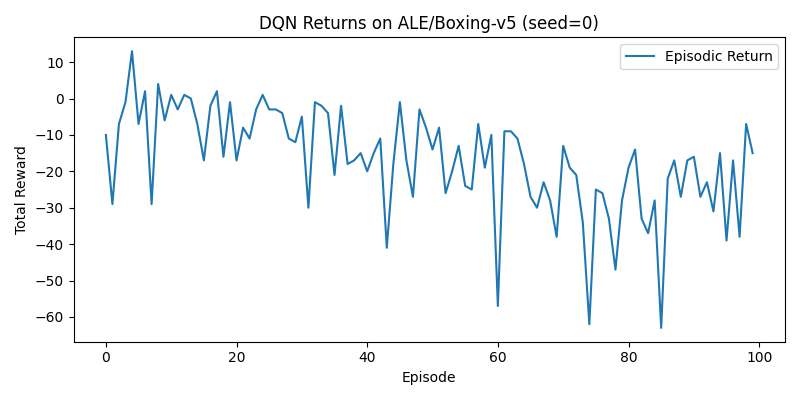 DQN Returns on ALE/Boxing-v5 (seed=0)
Episodic Return
Total Reward
10
0
−10
−20
−30
−40
−50
−60
0 20 40 60 80 100
Episode